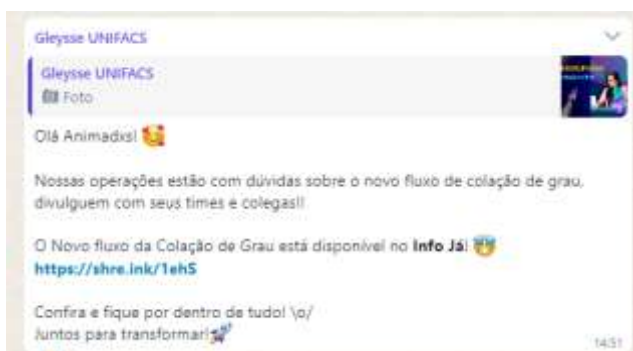 Gleysse UNIFACS
Gleysse UNIFACS
Foto
Olá Animadxs! 🥰
Nossas operações estão com dúvidas sobre o novo fluxo de colação de grau,
divulguem com seus times e colegas!!
O Novo fluxo da Colação de Grau está disponível no Info Já!
https://shre.ink/1ehS
Confira e fique por dentro de tudo! \o/
Juntos para transformar!🚀
14:51